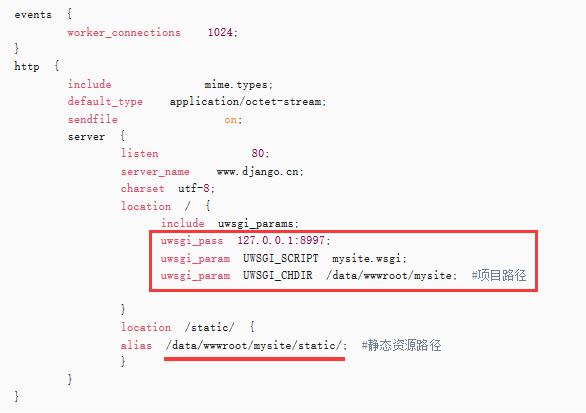 events {
worker_connections 1024;
}
http {
include mime.types;
default_type application/octet-stream;
sendfile on;
server {
listen 80;
server_name www.django.cn;
charset utf-8;
location / {
include uwsgi_params;
uwsgi_pass 127.0.0.1:8997;
uwsgi_param UWSGI_SCRIPT mysite.wsgi;
uwsgi_param UWSGI_CHDIR /data/wwwroot/mysite; #项目路径
}
location /static/ {
alias /data/wwwroot/mysite/static/; #静态资源路径
}
}
}